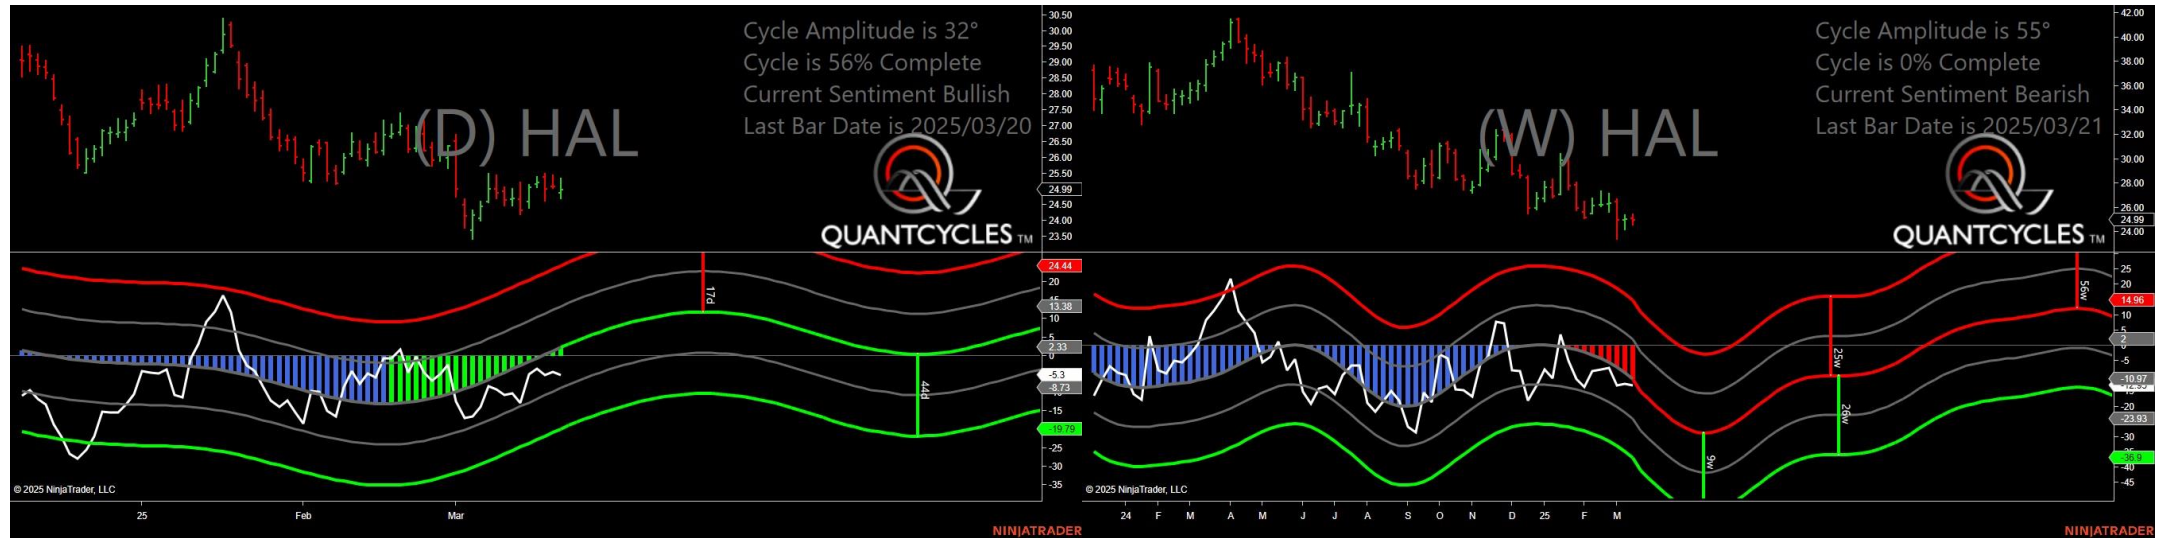 Cycle Amplitude is 32°
Cycle is 56% Complete
Current Sentiment Bullish
Last Bar Date is 2025/03/20
(D) HAL
QUANTCYCLES TM
30.50
30.00
29.50
29.00
28.50
28.00
27.50
27.00
26.50
26.00
25.50
24.99
24.50
24.00
23.50
24.44
20
13.38
10
5
2.33
0
-5.3
-8.73
-15
-19.79
-25
-30
-35
17d
44d
© 2025 NinjaTrader, LLC
25 Feb Mar
NINJATRADER
Cycle Amplitude is 55°
Cycle is 0% Complete
Current Sentiment Bearish
Last Bar Date is 2025/03/21
(W) HAL
QUANTCYCLES TM
42.00
40.00
38.00
36.00
34.00
32.00
30.00
28.00
26.00
24.99
24.00
25
14.96
10
5
2
-5
-10.97
-20
-23.93
-30
-36.9
-40
-45
56w
25w
26w
9w
© 2025 NinjaTrader, LLC
24 F M A M J J A S O N D 25 F M
NINJATRADER